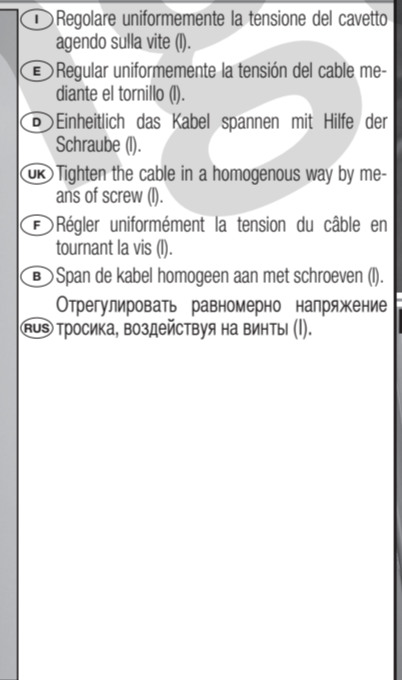 I Regolare uniformemente la tensione del cavetto
agendo sulla vite (I).
E Regular uniformemente la tensión del cable me-
diante el tornillo (I).
D Einheitlich das Kabel spannen mit Hilfe der
Schraube (I).
UK Tighten the cable in a homogenous way by me-
ans of screw (I).
F Régler uniformément la tension du câble en
tournant la vis (I).
B Span de kabel homogeen aan met schroeven (I).
Отрегулировать равномерно напряжение
RUS тросика, воздействуя на винты (I).